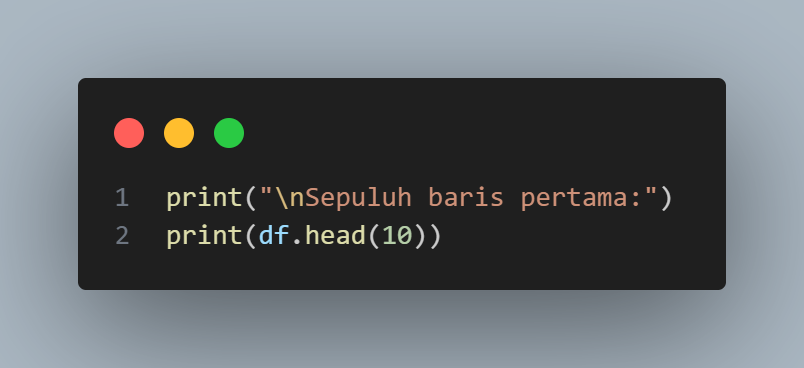 1 print("\nSepuluh baris pertama:")
2 print(df.head(10))